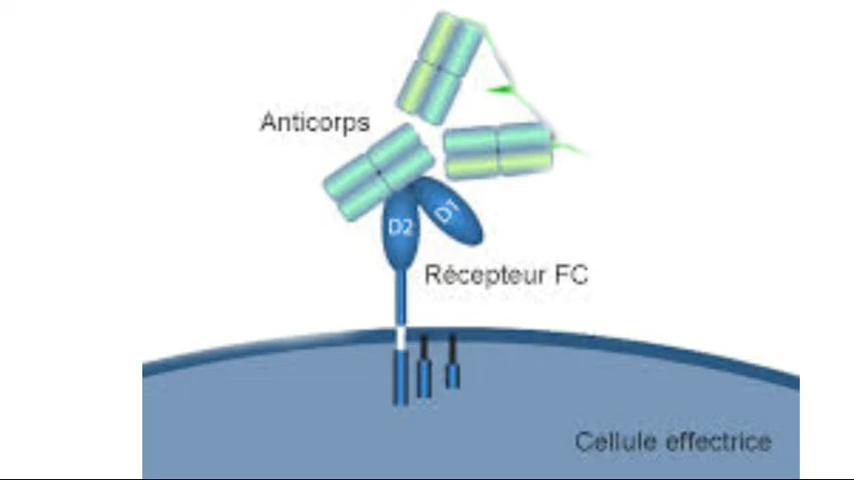 Anticorps
D1
D2
Récepteur FC
Cellule effectrice